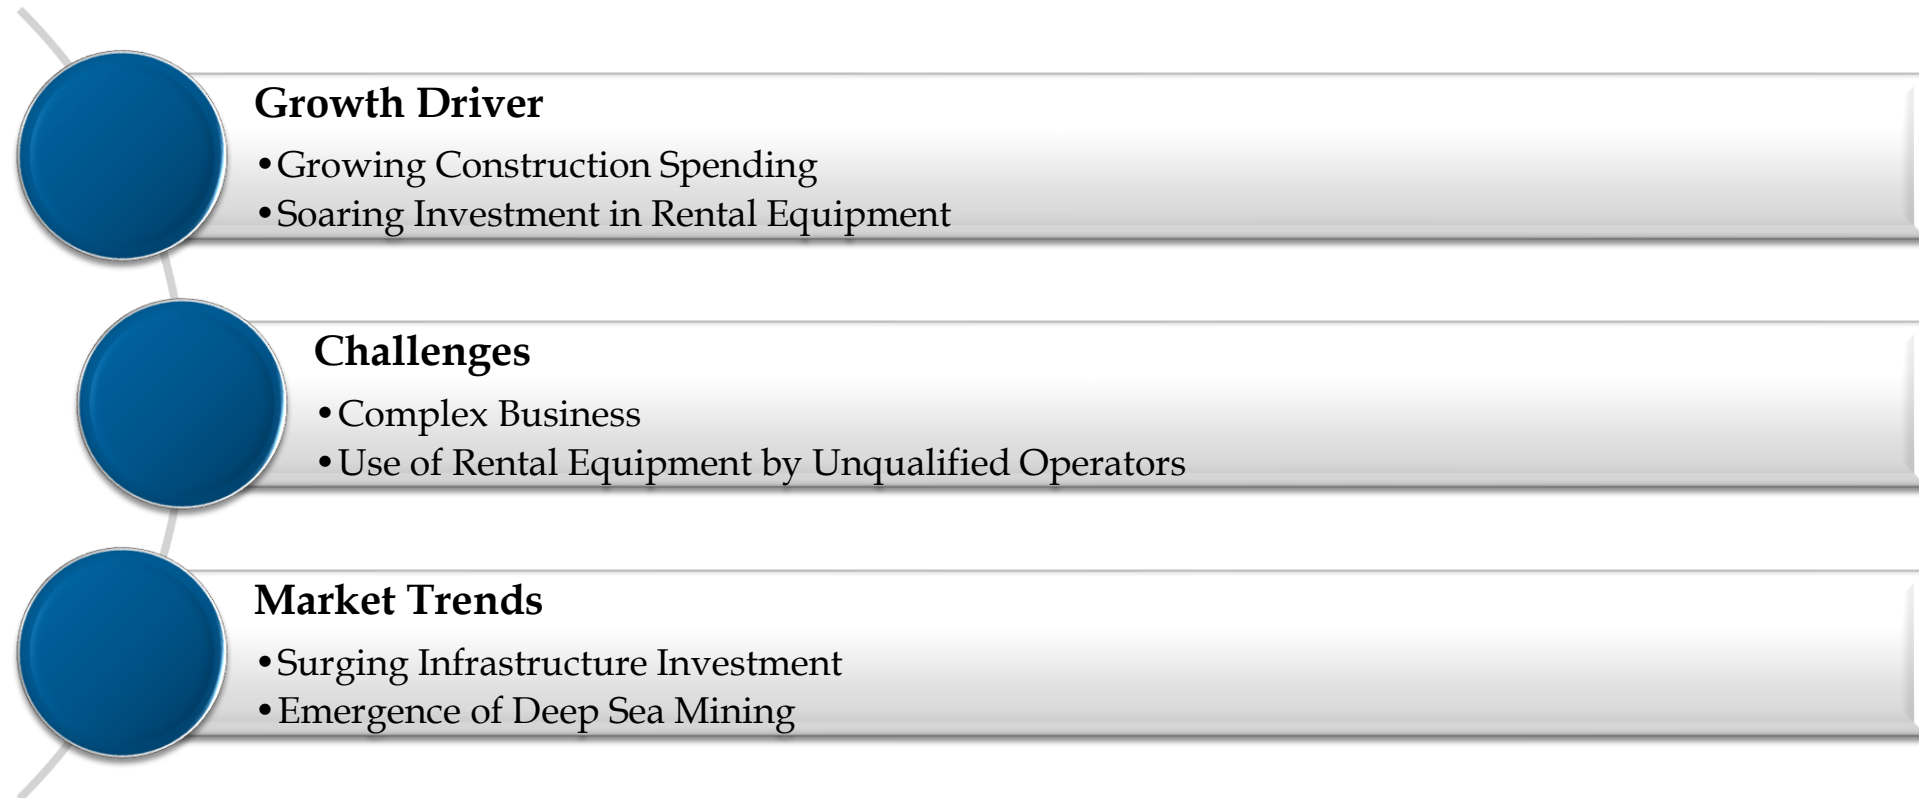 Growth Driver
•Growing Construction Spending
•Soaring Investment in Rental Equipment
Challenges
•Complex Business
•Use of Rental Equipment by Unqualified Operators
Market Trends
•Surging Infrastructure Investment
•Emergence of Deep Sea Mining